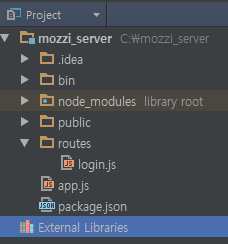 Project
mozzi_server C:₩mozzi_server
.idea
bin
node_modules library root
public
routes
login.js
app.js
package.json
External Libraries